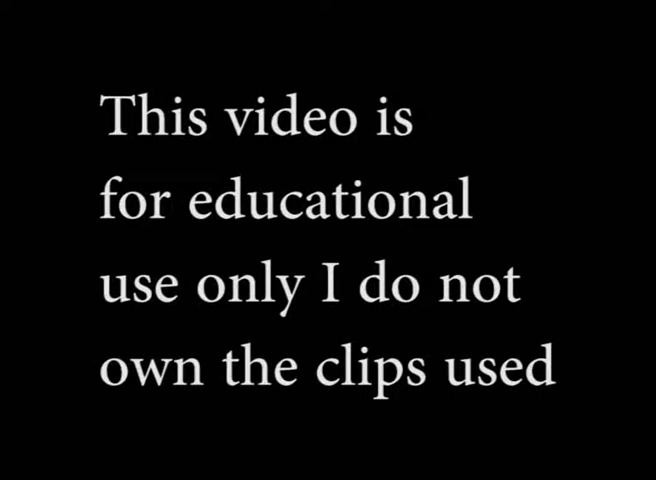 This video is
for educational
use only I do not
own the clips used